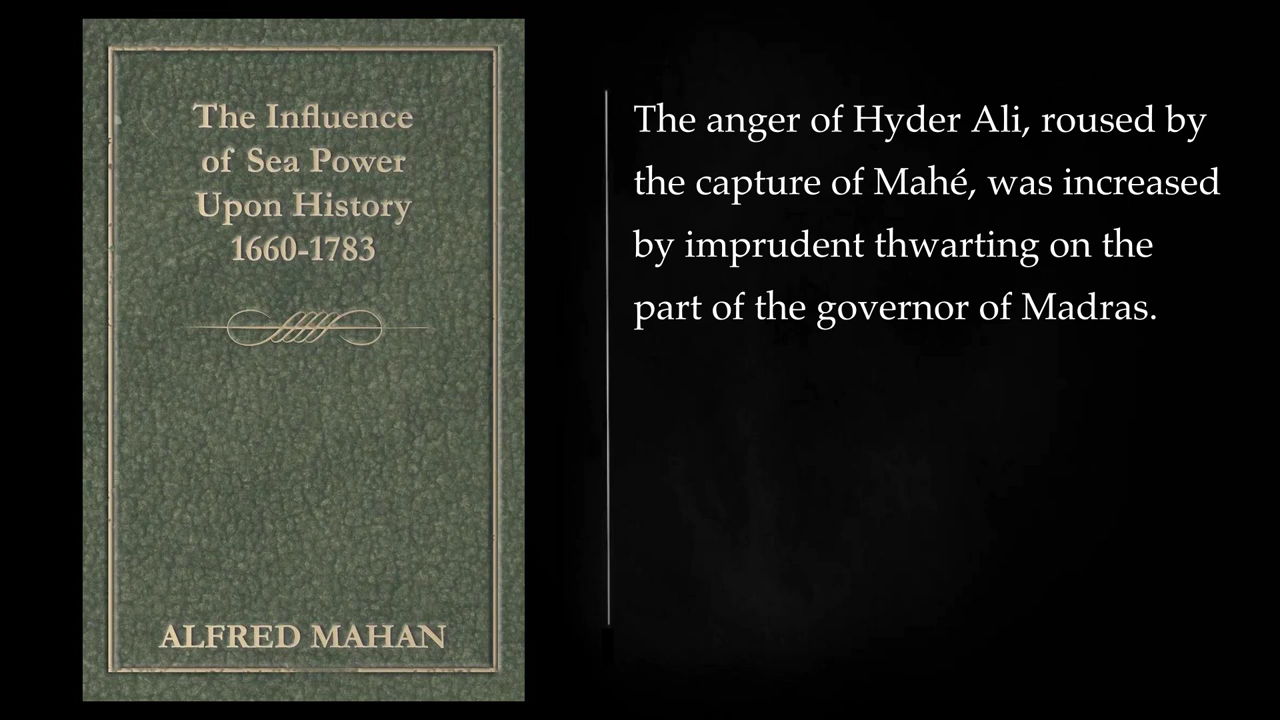 The Influence
of Sea Power
Upon History
1660-1783
ALFRED MAHAN
The anger of Hyder Ali, roused by
the capture of Mahé, was increased
by imprudent thwarting on the
part of the governor of Madras.